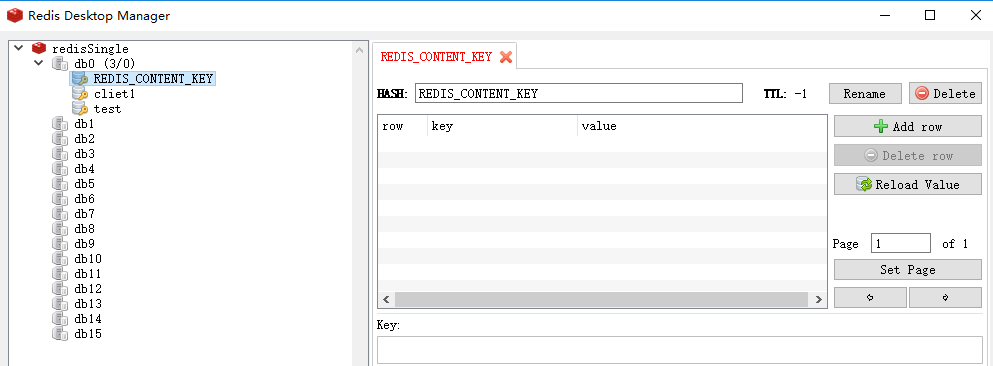 Redis Desktop Manager
redisSingle
db0 (3/0)
REDIS_CONTENT_KEY
cliet1
test
db1
db2
db3
db4
db5
db6
db7
db8
db9
db10
db11
db12
db13
db14
db15
REDIS_CONTENT_KEY
HASH: REDIS_CONTENT_KEY TTL: -1 Rename Delete
row key value
Add row
Delete row
Reload Value
Page 1 of 1
Set Page
Key: